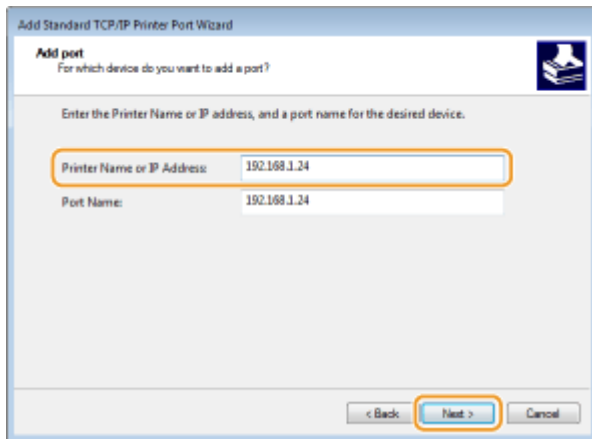 Add Standard TCP/IP Printer Port Wizard
Add port
For which device do you want to add a port?
Enter the Printer Name or IP address, and a port name for the desired device.
Printer Name or IP Address: 192.168.1.24
Port Name: 192.168.1.24
< Back Next > Cancel